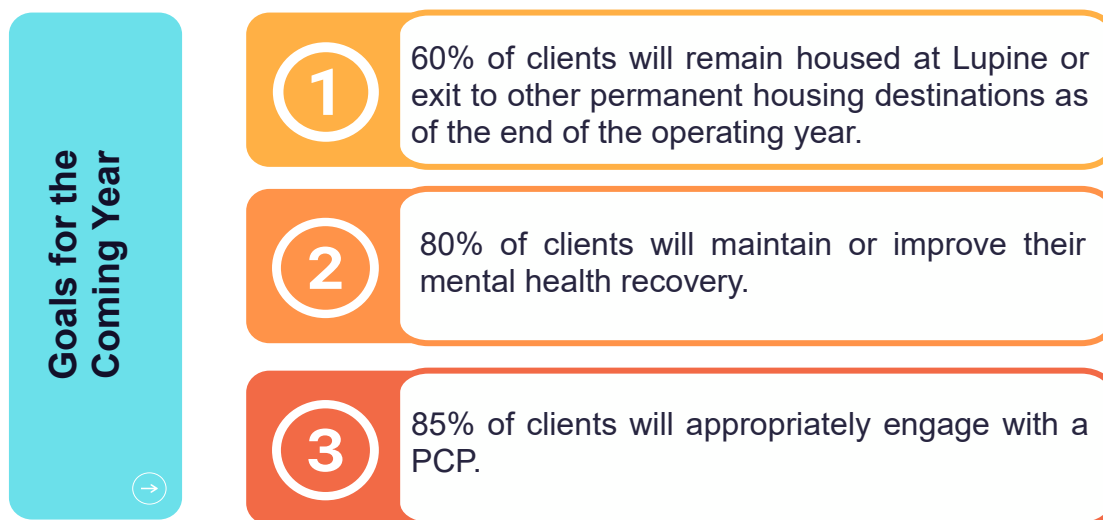 Goals for the
Coming Year
1
60% of clients will remain housed at Lupine or
exit to other permanent housing destinations as
of the end of the operating year.
2
80% of clients will maintain or improve their
mental health recovery.
3
85% of clients will appropriately engage with a
PCP.